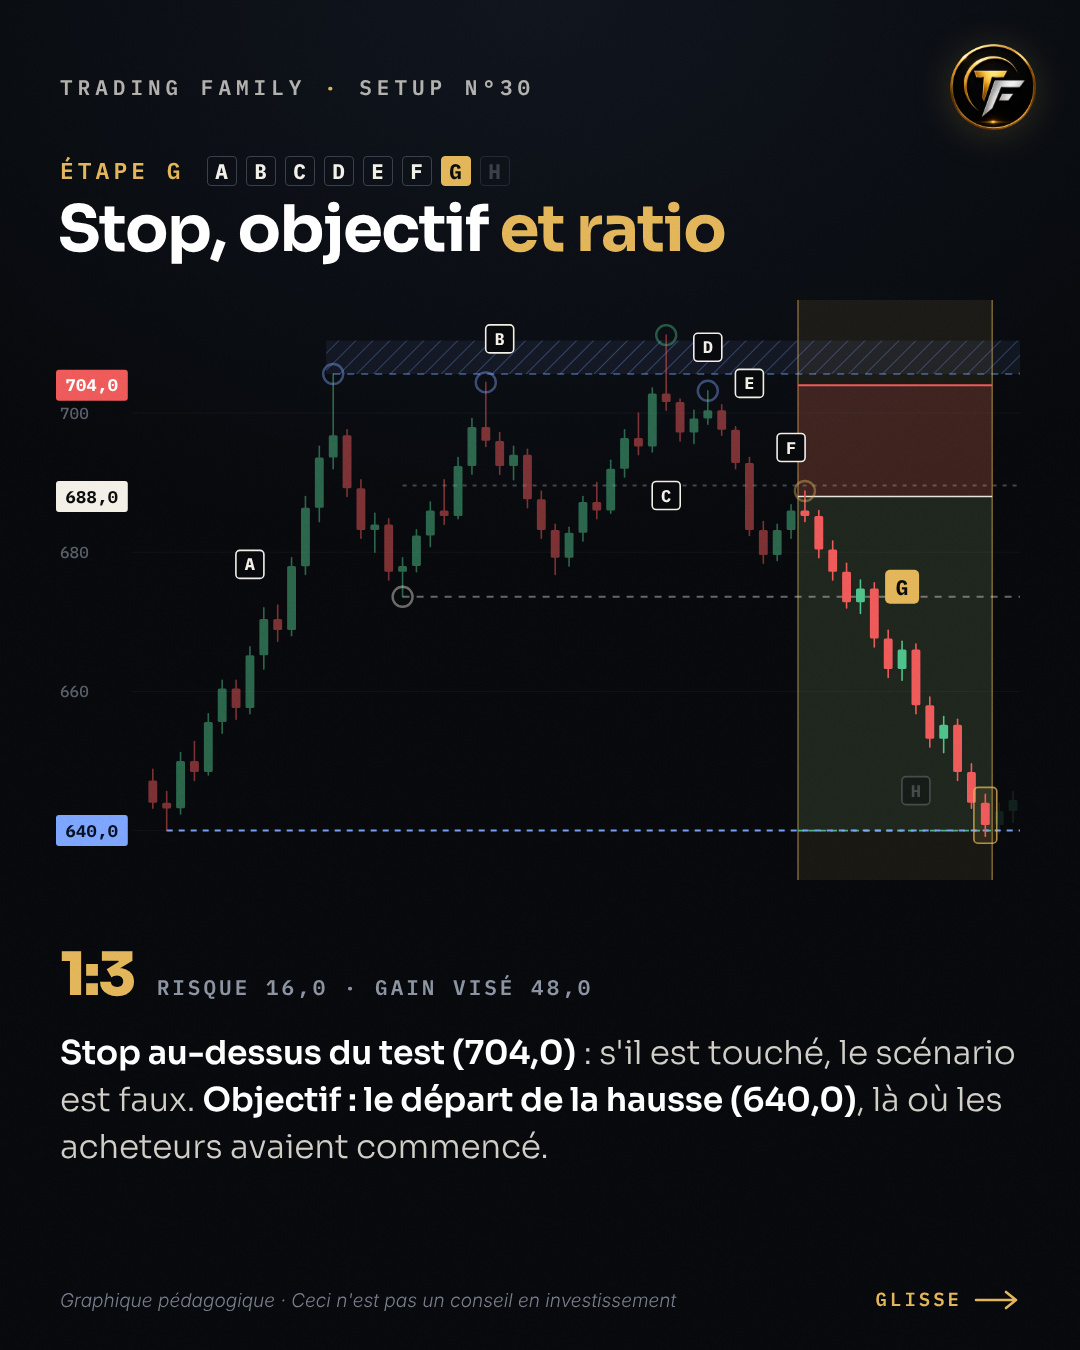 TRADING FAMILY · SETUP N°30
TF
ÉTAPE G A B C D E F G H
Stop, objectif et ratio
B
D
704,0
E
700
F
688,0
C
680
A
G
660
H
640,0
1:3 RISQUE 16,0 · GAIN VISÉ 48,0
Stop au-dessus du test (704,0) : s'il est touché, le scénario
est faux. Objectif : le départ de la hausse (640,0), là où les
acheteurs avaient commencé.
Graphique pédagogique · Ceci n'est pas un conseil en investissement
GLISSE →